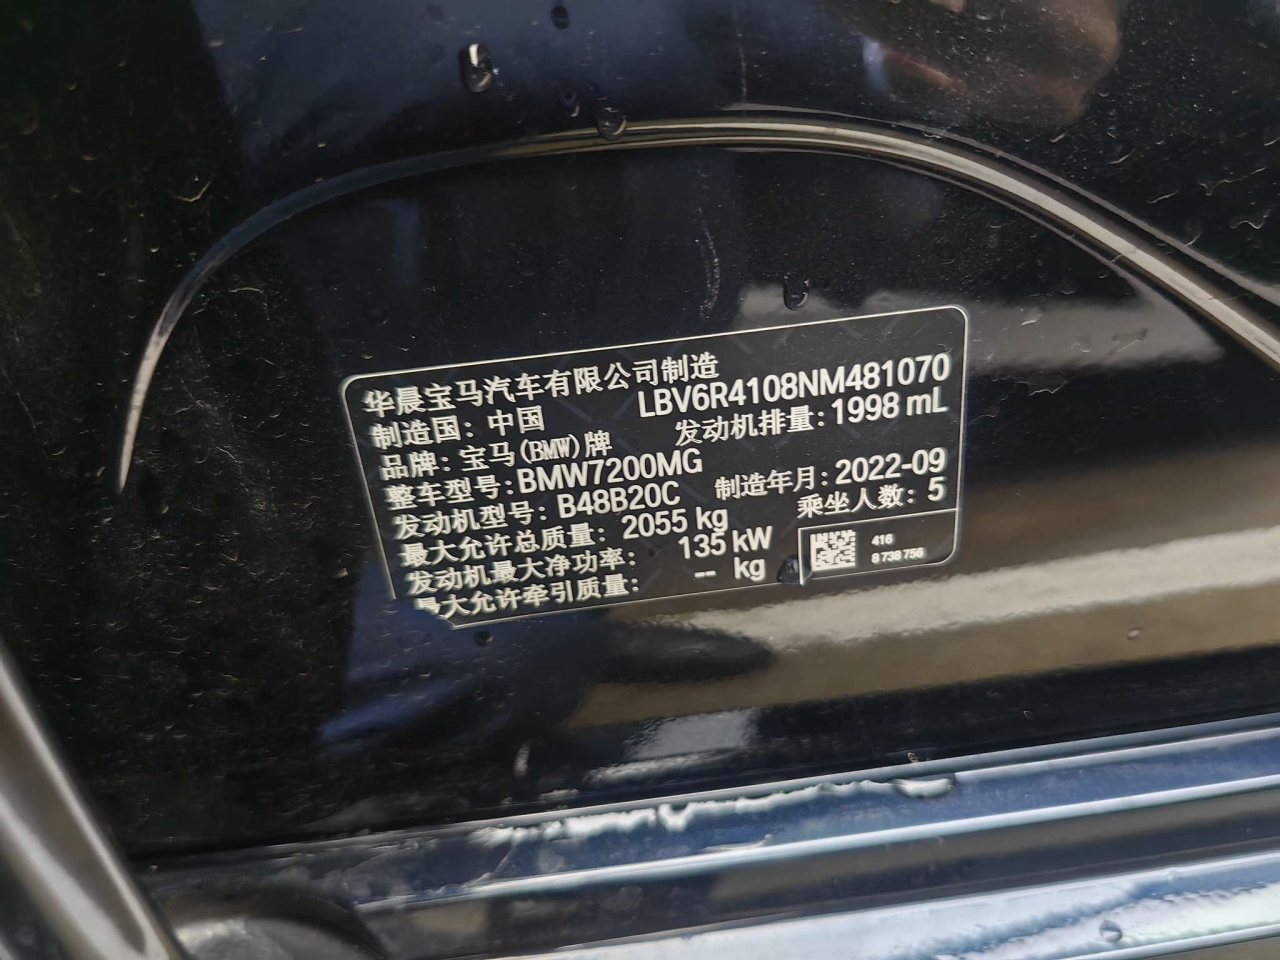 华晨宝马汽车有限公司制造
制造国：中国 LBV6R4108NM481070
品牌：宝马(BMW)牌 发动机排量：1998 mL
整车型号：BMW7200MG
发动机型号：B48B20C 制造年月：2022-09
最大允许总质量：2055 kg 乘坐人数：5
发动机最大净功率：135 kW
最大允许牵引质量：-- kg
416
8 738 756